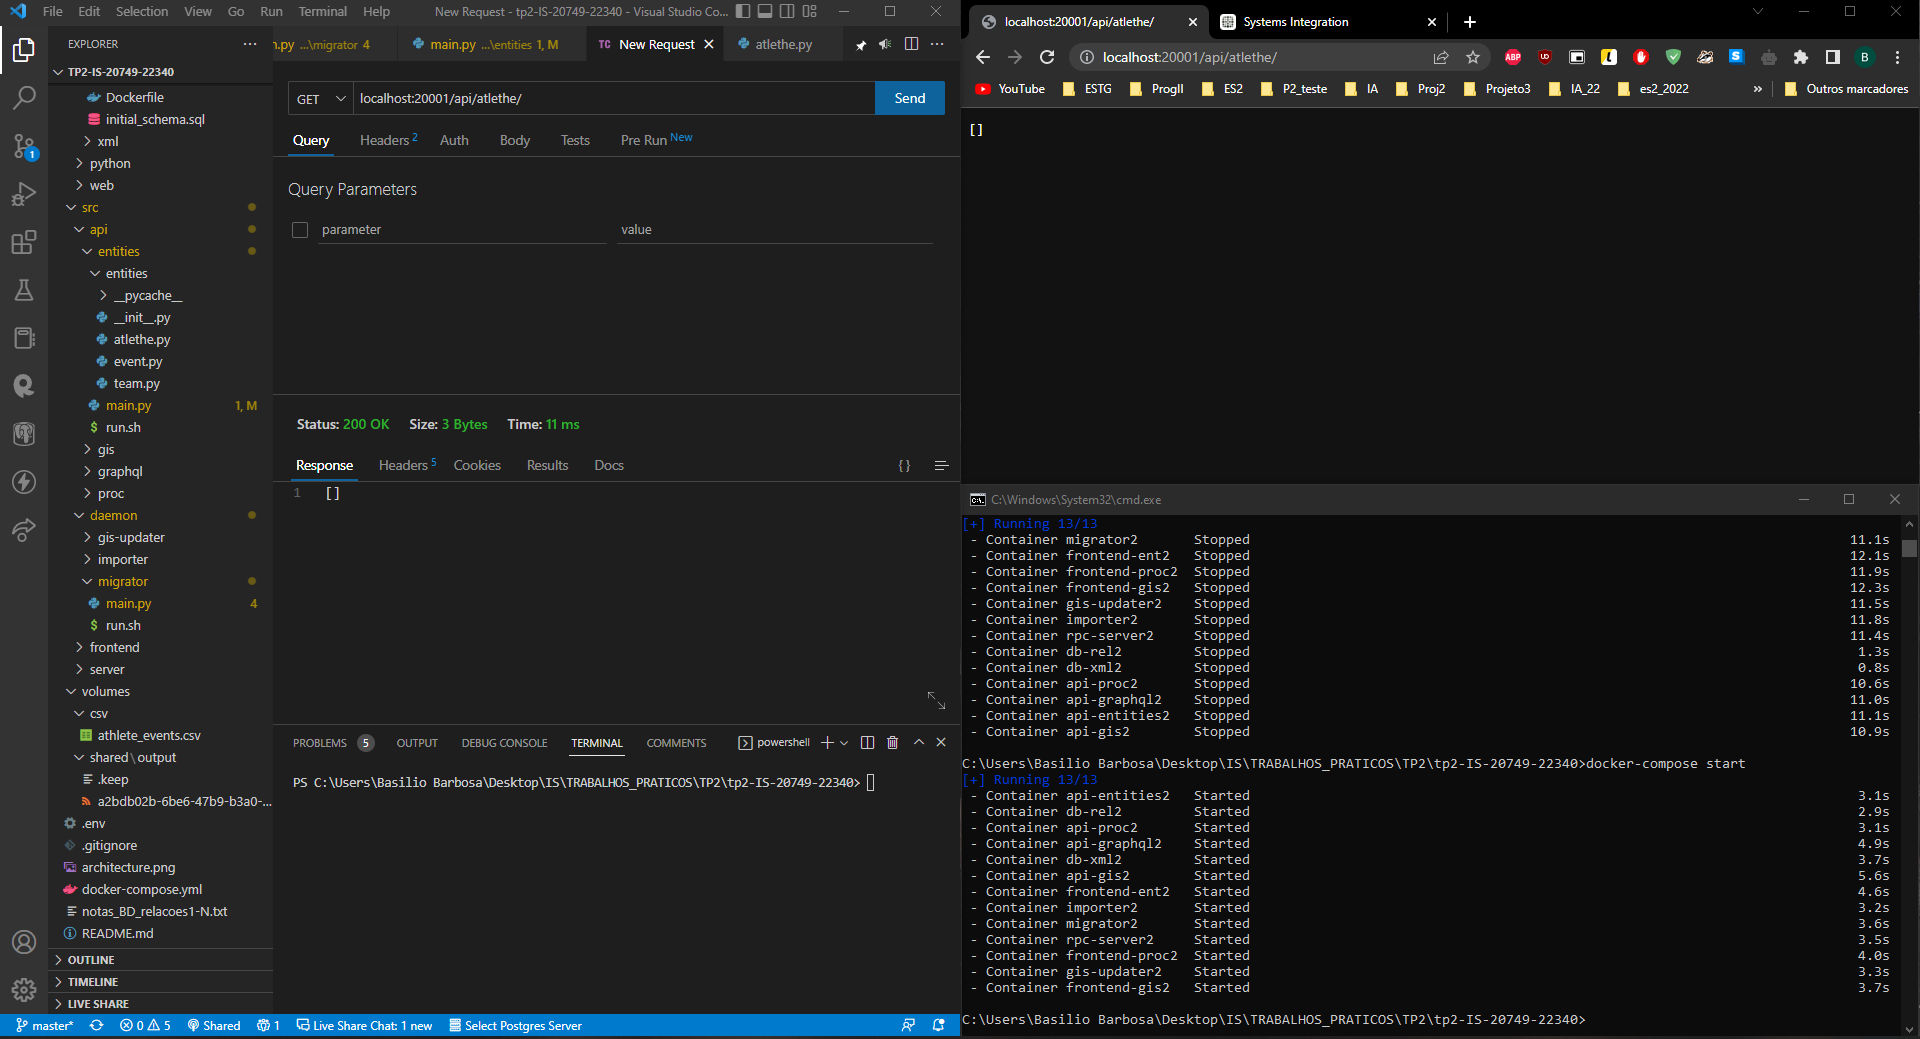 File Edit Selection View Go Run Terminal Help New Request - tp2-IS-20749-22340 - Visual Studio Co...
EXPLORER ...
TP2-IS-20749-22340
Dockerfile
initial_schema.sql
xml
python
web
src
api
entities
entities
__pycache__
__init__.py
atlethe.py
event.py
team.py
main.py 1, M
run.sh
gis
graphql
proc
daemon
gis-updater
importer
migrator
main.py 4
run.sh
frontend
server
volumes
csv
athlete_events.csv
shared\output
.keep
a2bdb02b-6be6-47b9-b3a0-...
.env
.gitignore
architecture.png
docker-compose.yml
notas_BD_relacoes1-N.txt
README.md
OUTLINE
TIMELINE
LIVE SHARE
1
n.py ...\migrator 4 main.py ...\entities 1, M TC New Request atlethe.py ...
GET localhost:20001/api/atlethe/ Send
Query Headers 2 Auth Body Tests Pre Run New
Query Parameters
parameter value
Status: 200 OK Size: 3 Bytes Time: 11 ms
Response Headers 5 Cookies Results Docs { }
1 []
PROBLEMS 5 OUTPUT DEBUG CONSOLE TERMINAL COMMENTS powershell
PS C:\Users\Basilio Barbosa\Desktop\IS\TRABALHOS_PRATICOS\TP2\tp2-IS-20749-22340>
master* 0 5 Shared 1 Live Share Chat: 1 new Select Postgres Server
localhost:20001/api/atlethe/ Systems Integration
localhost:20001/api/atlethe/ ABP UD L S B
YouTube ESTG ProgII ES2 P2_teste IA Proj2 Projeto3 IA_22 es2_2022 » Outros marcadores
[]
C:\Windows\System32\cmd.exe
[+] Running 13/13
- Container migrator2 Stopped 11.1s
- Container frontend-ent2 Stopped 12.1s
- Container frontend-proc2 Stopped 11.9s
- Container frontend-gis2 Stopped 12.3s
- Container gis-updater2 Stopped 11.5s
- Container importer2 Stopped 11.8s
- Container rpc-server2 Stopped 11.4s
- Container db-rel2 Stopped 1.3s
- Container db-xml2 Stopped 0.8s
- Container api-proc2 Stopped 10.6s
- Container api-graphql2 Stopped 11.0s
- Container api-entities2 Stopped 11.1s
- Container api-gis2 Stopped 10.9s
C:\Users\Basilio Barbosa\Desktop\IS\TRABALHOS_PRATICOS\TP2\tp2-IS-20749-22340>docker-compose start
[+] Running 13/13
- Container api-entities2 Started 3.1s
- Container db-rel2 Started 2.9s
- Container api-proc2 Started 3.1s
- Container api-graphql2 Started 4.9s
- Container db-xml2 Started 3.7s
- Container api-gis2 Started 5.6s
- Container frontend-ent2 Started 4.6s
- Container importer2 Started 3.2s
- Container migrator2 Started 3.6s
- Container rpc-server2 Started 3.5s
- Container frontend-proc2 Started 4.0s
- Container gis-updater2 Started 3.3s
- Container frontend-gis2 Started 3.7s
C:\Users\Basilio Barbosa\Desktop\IS\TRABALHOS_PRATICOS\TP2\tp2-IS-20749-22340>